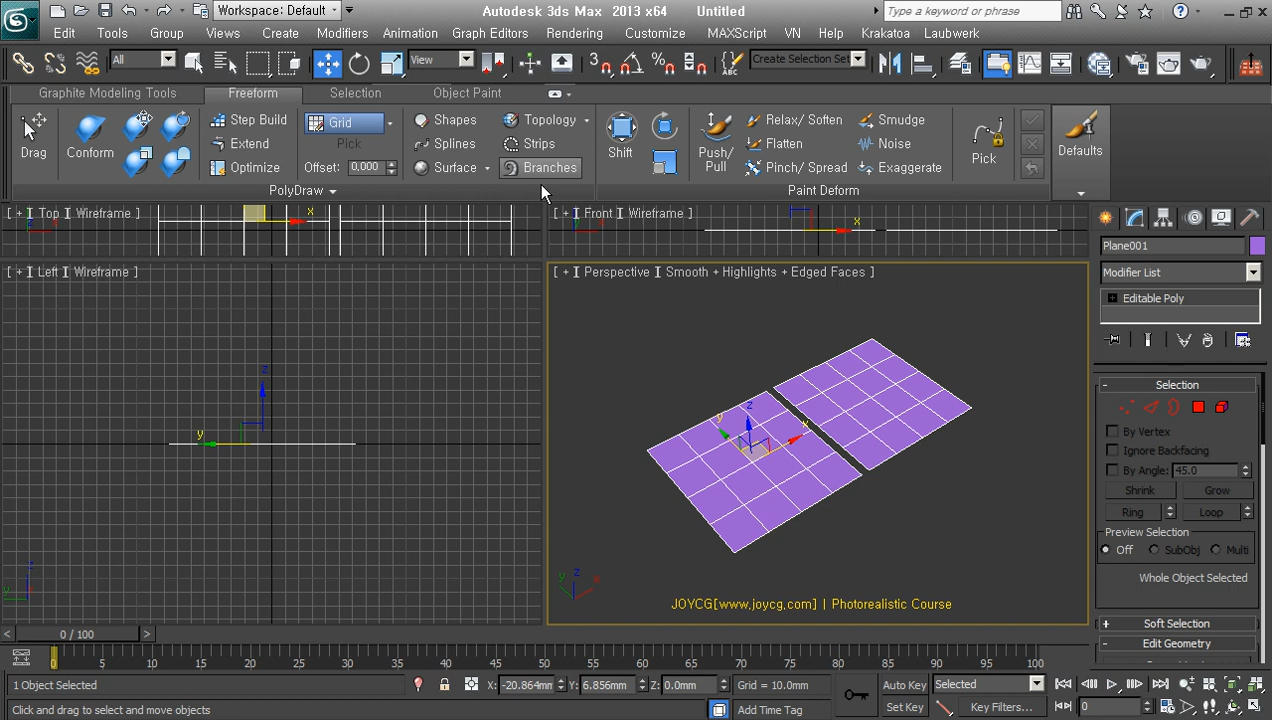 Workspace: Default
Autodesk 3ds Max 2013 x64 Untitled
Type a keyword or phrase
Edit Tools Group Views Create Modifiers Animation Graph Editors Rendering Customize MAXScript VN Help Krakatoa Laubwerk
All
View
Create Selection Set
Graphite Modeling Tools Freeform Selection Object Paint
Drag
Conform
Step Build
Extend
Optimize
Grid
Pick
Offset: 0,000
Shapes
Splines
Surface
Topology
Strips
Branches
Shift
Push/
Pull
Relax/ Soften
Flatten
Pinch/ Spread
Smudge
Noise
Exaggerate
Pick
Defaults
PolyDraw
Paint Deform
[ + ] Top ] Wireframe ]
[ + ] Front ] Wireframe ]
[ + ] Left ] Wireframe ]
[ + ] Perspective ] Smooth + Highlights + Edged Faces ]
x
x
z
y
y
z
x
z
y
y
z
x
JOYCG[www.joycg.com] | Photorealistic Course
Plane001
Modifier List
Editable Poly
- Selection
By Vertex
Ignore Backfacing
By Angle: 45.0
Shrink Grow
Ring Loop
Preview Selection
Off SubObj Multi
Whole Object Selected
+ Soft Selection
- Edit Geometry
< 0 / 100 >
0 5 10 15 20 25 30 35 40 45 50 55 60 65 70 75 80 85 90 95 100
1 Object Selected
X: -20.864mm Y: 6.856mm Z: 0.0mm Grid = 10.0mm
Auto Key Selected
Click and drag to select and move objects
Add Time Tag
Set Key Key Filters...
0